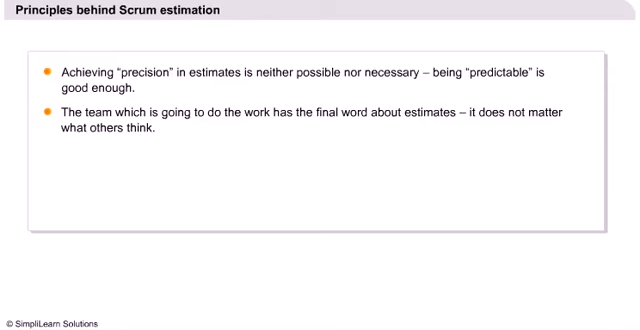 Principles behind Scrum estimation
Achieving “precision” in estimates is neither possible nor necessary – being “predictable” is
good enough.
The team which is going to do the work has the final word about estimates – it does not matter
what others think.
© SimpliLearn Solutions